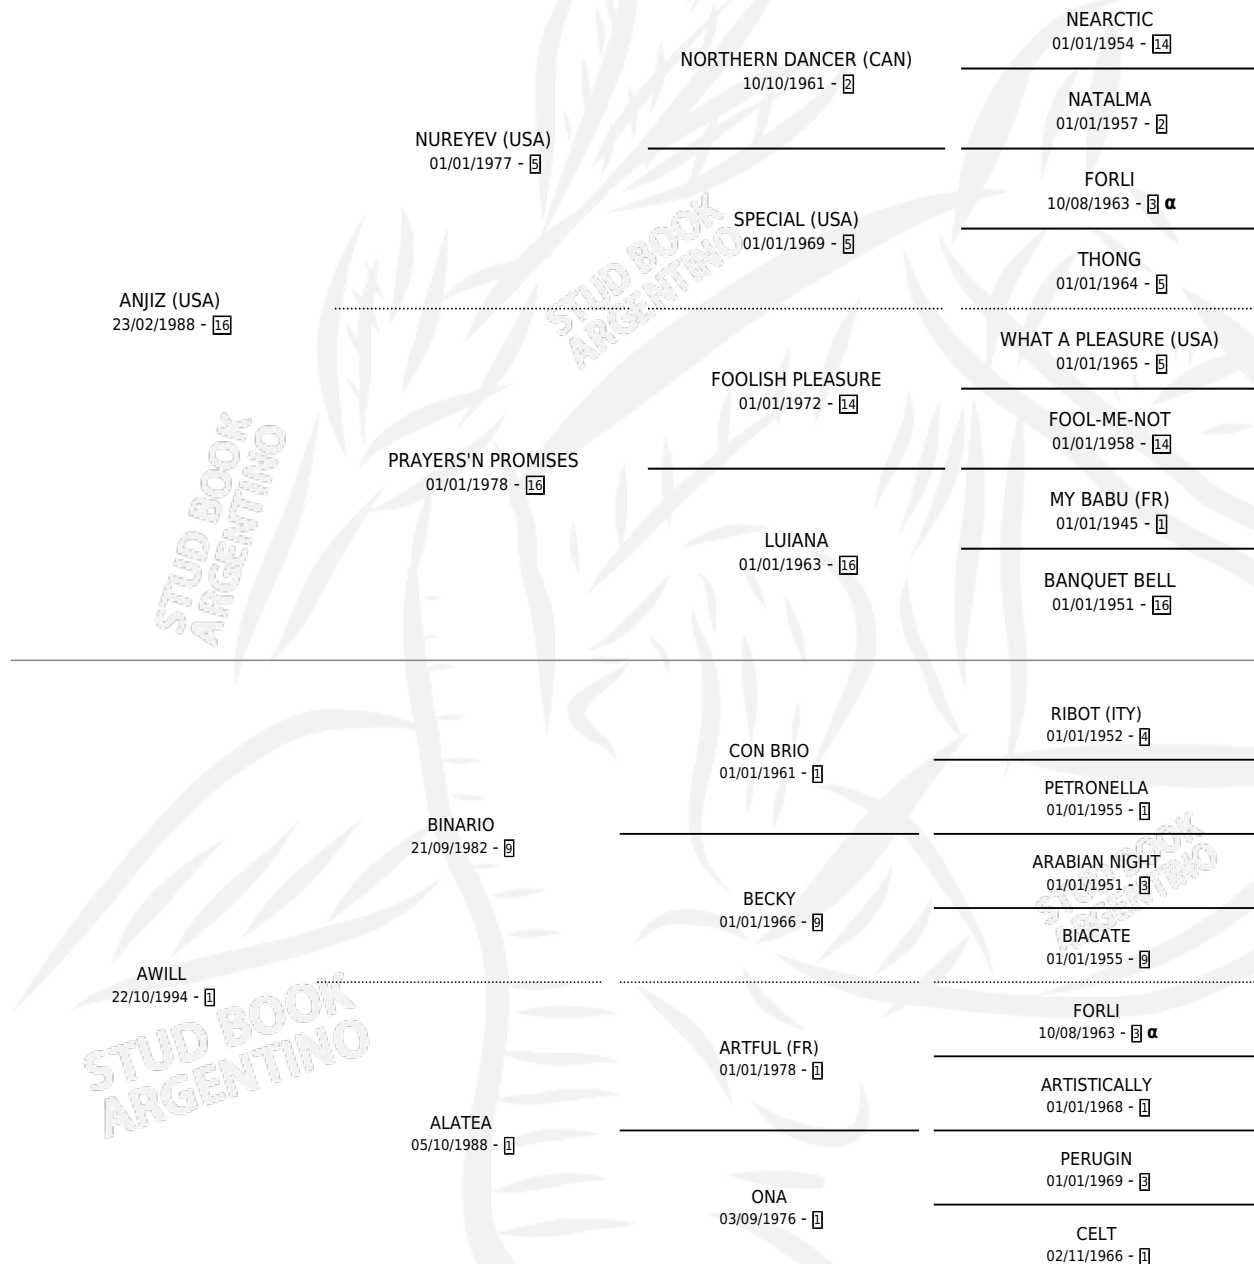 NEARCTIC
01/01/1954 - 14
NORTHERN DANCER (CAN)
10/10/1961 - 2
NATALMA
01/01/1957 - 2
NUREYEV (USA)
01/01/1977 - 5
FORLI
10/08/1963 - 3 α
SPECIAL (USA)
01/01/1969 - 5
THONG
01/01/1964 - 5
ANJIZ (USA)
23/02/1988 - 16
WHAT A PLEASURE (USA)
01/01/1965 - 5
FOOLISH PLEASURE
01/01/1972 - 14
FOOL-ME-NOT
01/01/1958 - 14
PRAYERS'N PROMISES
01/01/1978 - 16
MY BABU (FR)
01/01/1945 - 1
LUIANA
01/01/1963 - 16
BANQUET BELL
01/01/1951 - 16
RIBOT (ITY)
01/01/1952 - 4
CON BRIO
01/01/1961 - 1
PETRONELLA
01/01/1955 - 1
BINARIO
21/09/1982 - 9
ARABIAN NIGHT
01/01/1951 - 3
BECKY
01/01/1966 - 9
BIACATE
01/01/1955 - 9
AWILL
22/10/1994 - 1
FORLI
10/08/1963 - 3 α
ARTFUL (FR)
01/01/1978 - 1
ARTISTICALLY
01/01/1968 - 1
ALATEA
05/10/1988 - 1
PERUGIN
01/01/1969 - 3
ONA
03/09/1976 - 1
CELT
02/11/1966 - 1
STUD BOOK
ARGENTINO
STUD BOOK
ARGENTINO
STUD BOOK
ARGENTINO
STUD BOOK
ARGENTINO